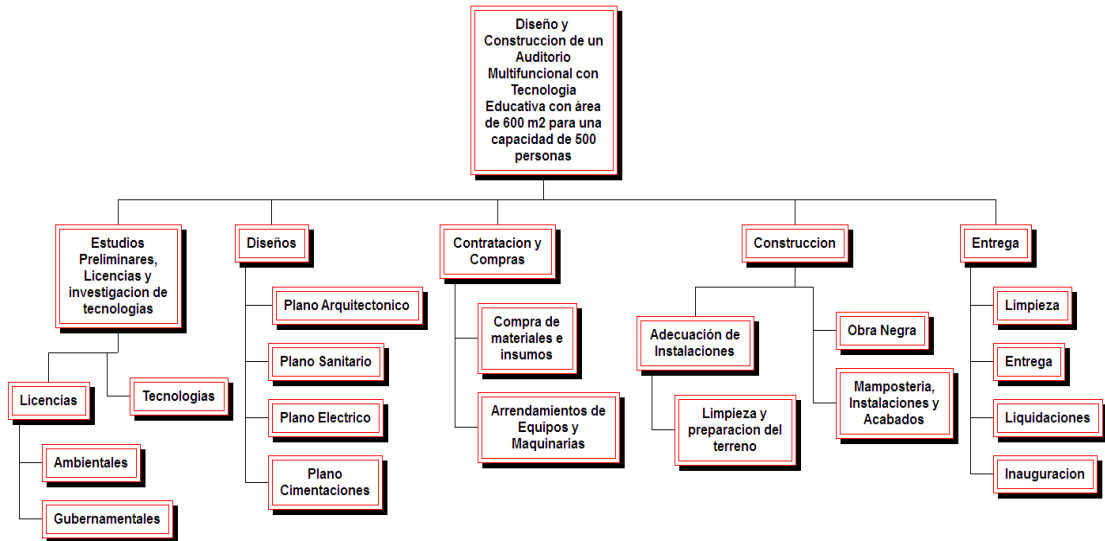 Diseño y
Construccion de un
Auditorio
Multifuncional con
Tecnologia
Educativa con área
de 600 m2 para una
capacidad de 500
personas
Estudios
Preliminares,
Licencias y
investigacion de
tecnologias
Licencias
Ambientales
Gubernamentales
Tecnologias
Diseños
Plano Arquitectonico
Plano Sanitario
Plano Electrico
Plano
Cimentaciones
Contratacion y
Compras
Compra de
materiales e
insumos
Arrendamientos de
Equipos y
Maquinarias
Construccion
Adecuación de
Instalaciones
Limpieza y
preparacion del
terreno
Obra Negra
Mamposteria,
Instalaciones y
Acabados
Entrega
Limpieza
Entrega
Liquidaciones
Inauguracion